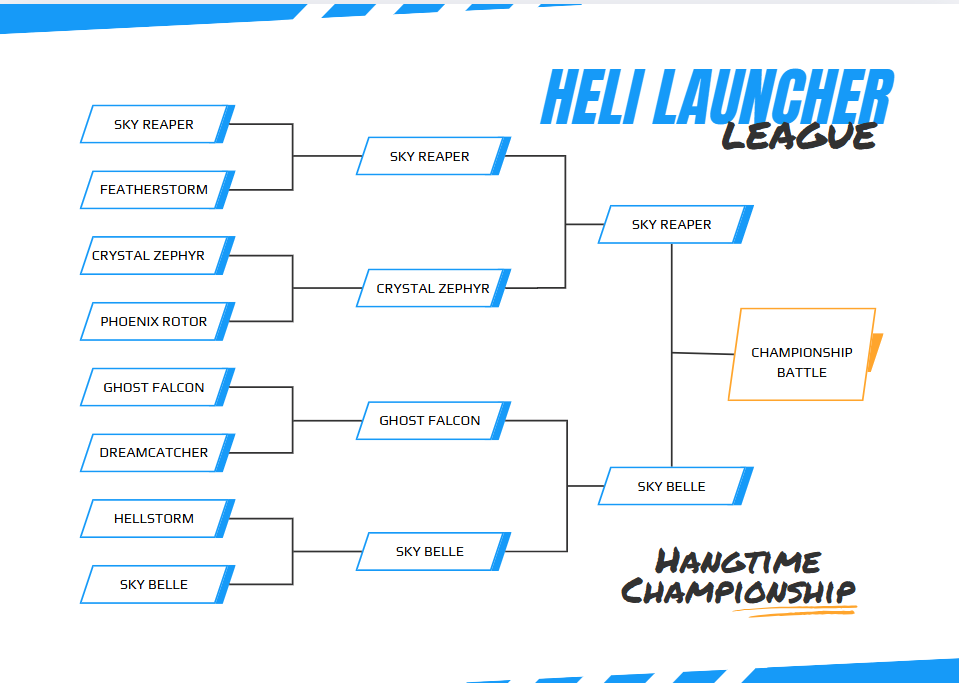 HELI LAUNCHER
LEAGUE
SKY REAPER
FEATHERSTORM
CRYSTAL ZEPHYR
PHOENIX ROTOR
GHOST FALCON
DREAMCATCHER
HELLSTORM
SKY BELLE
SKY REAPER
CRYSTAL ZEPHYR
GHOST FALCON
SKY BELLE
SKY REAPER
SKY BELLE
CHAMPIONSHIP
BATTLE
HANGTIME
CHAMPIONSHIP